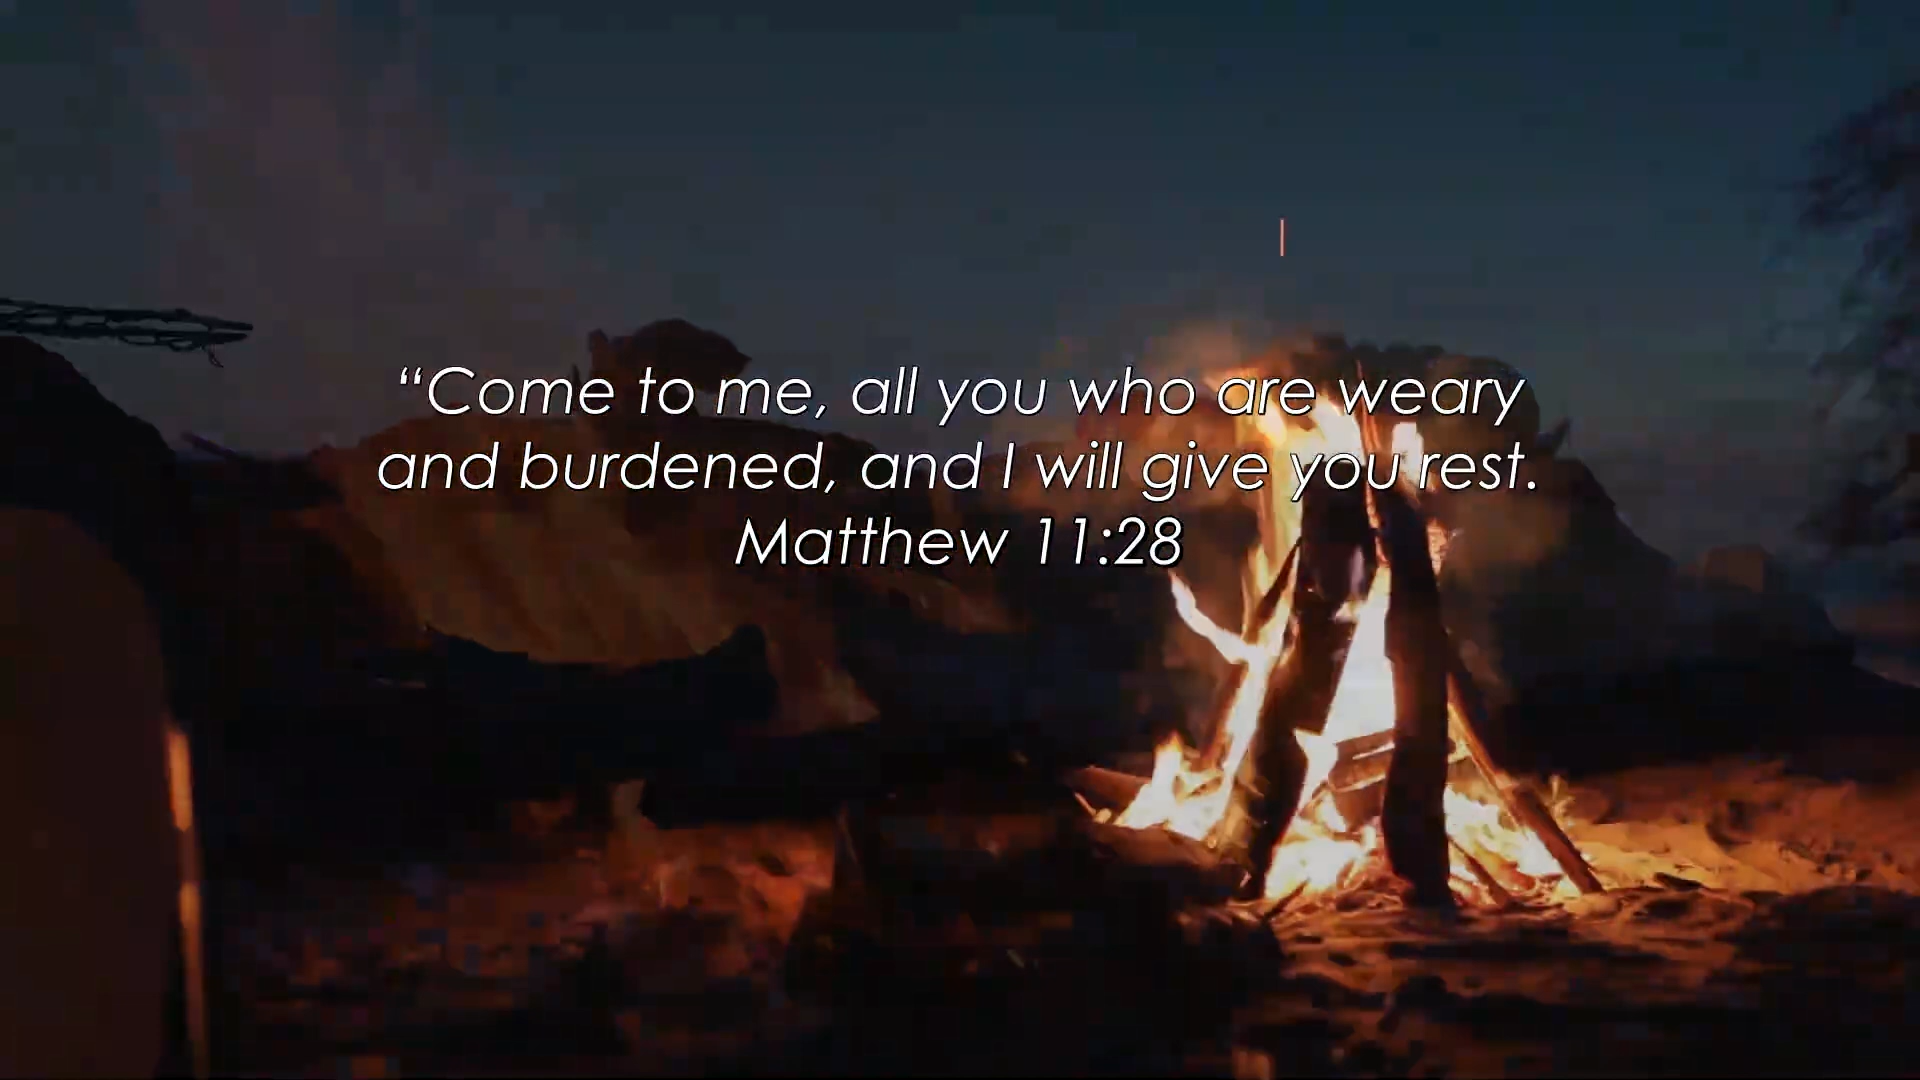 “Come to me, all you who are weary
and burdened, and I will give you rest.
Matthew 11:28